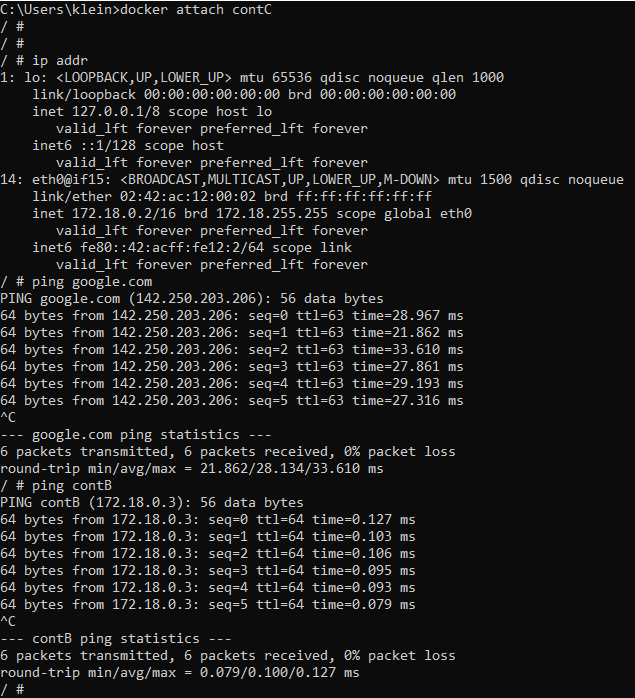 C:\Users\klein>docker attach contC
/ #
/ #
/ # ip addr
1: lo: <LOOPBACK,UP,LOWER_UP> mtu 65536 qdisc noqueue qlen 1000
    link/loopback 00:00:00:00:00:00 brd 00:00:00:00:00:00
    inet 127.0.0.1/8 scope host lo
       valid_lft forever preferred_lft forever
    inet6 ::1/128 scope host
       valid_lft forever preferred_lft forever
14: eth0@if15: <BROADCAST,MULTICAST,UP,LOWER_UP,M-DOWN> mtu 1500 qdisc noqueue
    link/ether 02:42:ac:12:00:02 brd ff:ff:ff:ff:ff:ff
    inet 172.18.0.2/16 brd 172.18.255.255 scope global eth0
       valid_lft forever preferred_lft forever
    inet6 fe80::42:acff:fe12:2/64 scope link
       valid_lft forever preferred_lft forever
/ # ping google.com
PING google.com (142.250.203.206): 56 data bytes
64 bytes from 142.250.203.206: seq=0 ttl=63 time=28.967 ms
64 bytes from 142.250.203.206: seq=1 ttl=63 time=21.862 ms
64 bytes from 142.250.203.206: seq=2 ttl=63 time=33.610 ms
64 bytes from 142.250.203.206: seq=3 ttl=63 time=27.861 ms
64 bytes from 142.250.203.206: seq=4 ttl=63 time=29.193 ms
64 bytes from 142.250.203.206: seq=5 ttl=63 time=27.316 ms
^C
--- google.com ping statistics ---
6 packets transmitted, 6 packets received, 0% packet loss
round-trip min/avg/max = 21.862/28.134/33.610 ms
/ # ping contB
PING contB (172.18.0.3): 56 data bytes
64 bytes from 172.18.0.3: seq=0 ttl=64 time=0.127 ms
64 bytes from 172.18.0.3: seq=1 ttl=64 time=0.103 ms
64 bytes from 172.18.0.3: seq=2 ttl=64 time=0.106 ms
64 bytes from 172.18.0.3: seq=3 ttl=64 time=0.095 ms
64 bytes from 172.18.0.3: seq=4 ttl=64 time=0.093 ms
64 bytes from 172.18.0.3: seq=5 ttl=64 time=0.079 ms
^C
--- contB ping statistics ---
6 packets transmitted, 6 packets received, 0% packet loss
round-trip min/avg/max = 0.079/0.100/0.127 ms
/ #